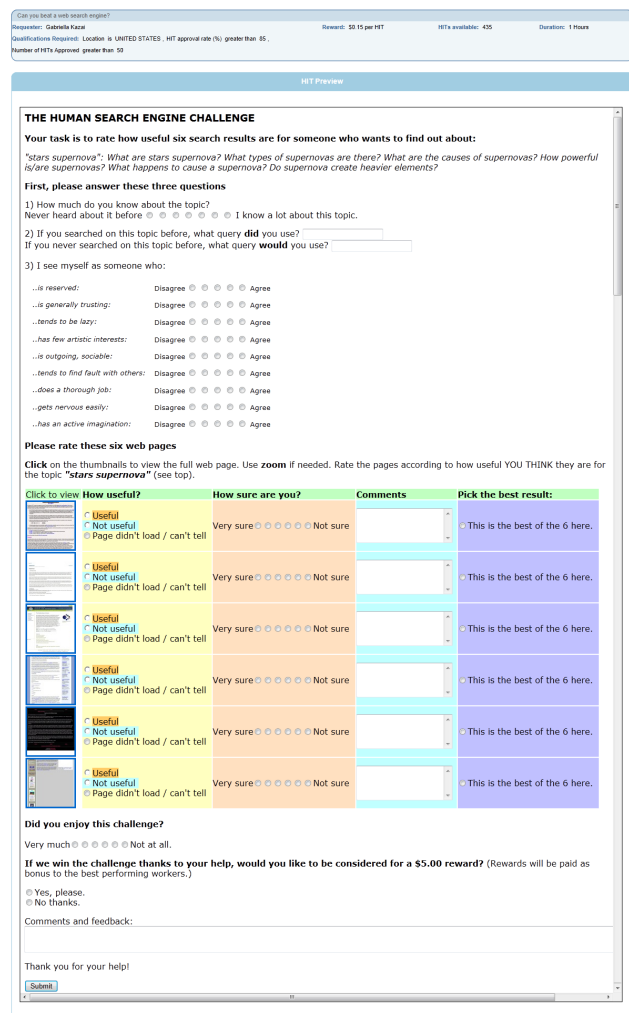 Can you beat a web search engine?
Requester: Gabriella Kazai Reward: $0.15 per HIT HITs available: 435 Duration: 1 Hours
Qualifications Required: Location is UNITED STATES , HIT approval rate (%) greater than 85 ,
Number of HITs Approved greater than 50
HIT Preview
THE HUMAN SEARCH ENGINE CHALLENGE
Your task is to rate how useful six search results are for someone who wants to find out about:
"stars supernova": What are stars supernova? What types of supernovas are there? What are the causes of supernovas? How powerful
is/are supernovas? What happens to cause a supernova? Do supernova create heavier elements?
First, please answer these three questions
1) How much do you know about the topic?
Never heard about it before I know a lot about this topic.
2) If you searched on this topic before, what query did you use?
If you never searched on this topic before, what query would you use?
3) I see myself as someone who:
..is reserved: Disagree Agree
..is generally trusting: Disagree Agree
..tends to be lazy: Disagree Agree
..has few artistic interests: Disagree Agree
..is outgoing, sociable: Disagree Agree
..tends to find fault with others: Disagree Agree
..does a thorough job: Disagree Agree
..gets nervous easily: Disagree Agree
..has an active imagination: Disagree Agree
Please rate these six web pages
Click on the thumbnails to view the full web page. Use zoom if needed. Rate the pages according to how useful YOU THINK they are for
the topic "stars supernova" (see top).
Click to view How useful? How sure are you? Comments Pick the best result:
Useful
Not useful Very sure Not sure This is the best of the 6 here.
Page didn't load / can't tell
Useful
Not useful Very sure Not sure This is the best of the 6 here.
Page didn't load / can't tell
Useful
Not useful Very sure Not sure This is the best of the 6 here.
Page didn't load / can't tell
Useful
Not useful Very sure Not sure This is the best of the 6 here.
Page didn't load / can't tell
Useful
Not useful Very sure Not sure This is the best of the 6 here.
Page didn't load / can't tell
Useful
Not useful Very sure Not sure This is the best of the 6 here.
Page didn't load / can't tell
Did you enjoy this challenge?
Very much Not at all.
If we win the challenge thanks to your help, would you like to be considered for a $5.00 reward? (Rewards will be paid as
bonus to the best performing workers.)
Yes, please.
No thanks.
Comments and feedback:
Thank you for your help!
Submit